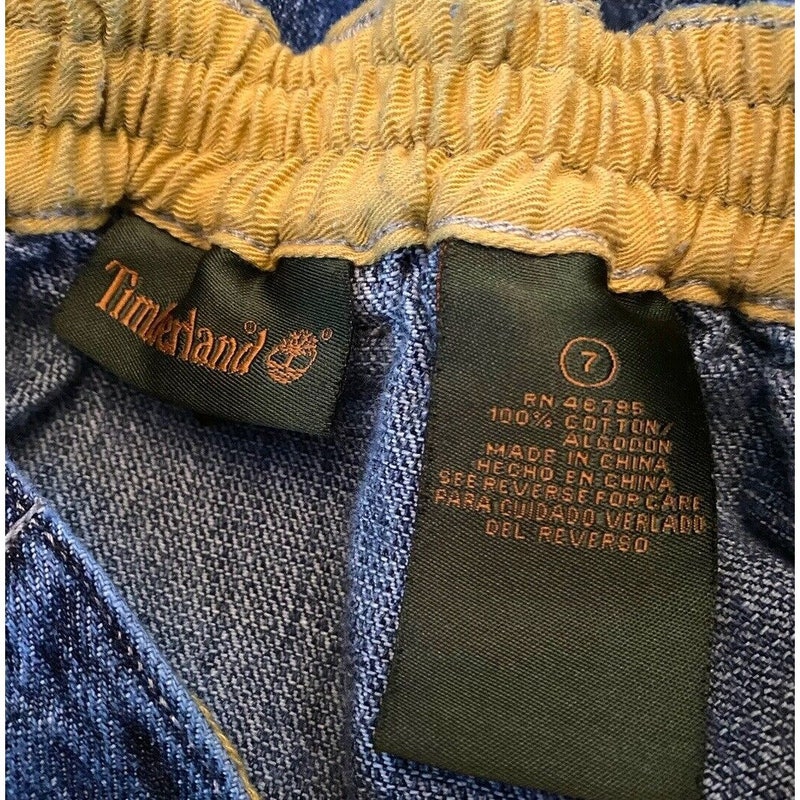 Timberland®®
7
RN 46795
100% COTTON/
ALGODON
MADE IN CHINA
HECHO EN CHINA
SEE REVERSE FOR CARE
PARA CUIDADO VERLADO
DEL REVERSO